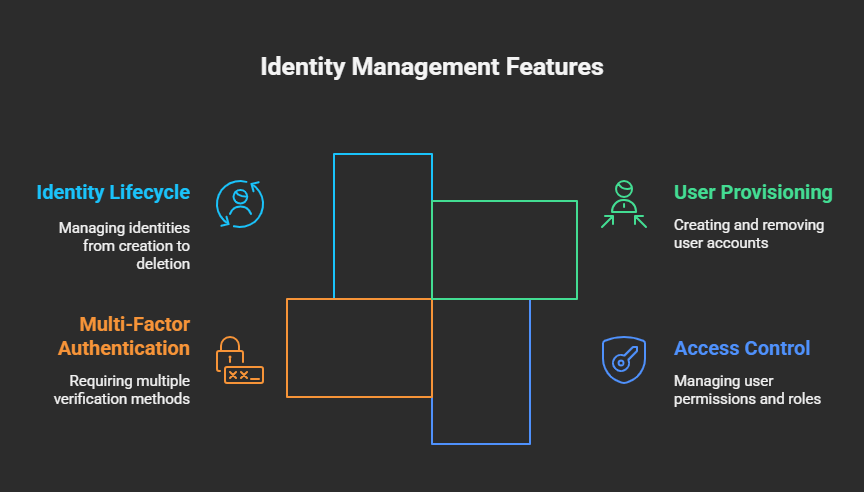 Identity Management Features
Identity Lifecycle
Managing identities
from creation to
deletion
User Provisioning
Creating and removing
user accounts
Multi-Factor
Authentication
Requiring multiple
verification methods
Access Control
Managing user
permissions and roles